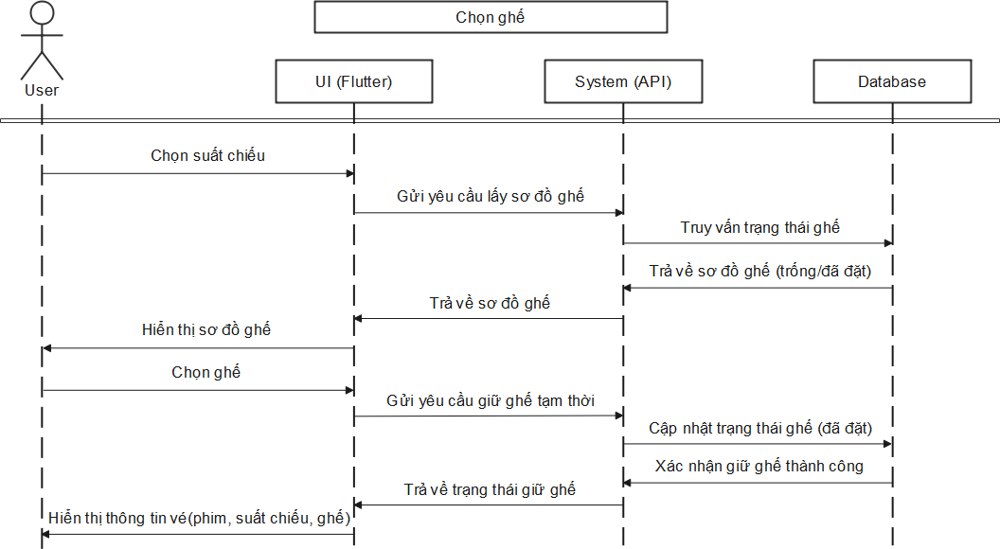 Chọn ghế
User
UI (Flutter)
System (API)
Database
Chọn suất chiếu
Gửi yêu cầu lấy sơ đồ ghế
Truy vấn trạng thái ghế
Trả về sơ đồ ghế (trống/đã đặt)
Trả về sơ đồ ghế
Hiển thị sơ đồ ghế
Chọn ghế
Gửi yêu cầu giữ ghế tạm thời
Cập nhật trạng thái ghế (đã đặt)
Xác nhận giữ ghế thành công
Trả về trạng thái giữ ghế
Hiển thị thông tin vé(phim, suất chiếu, ghế)